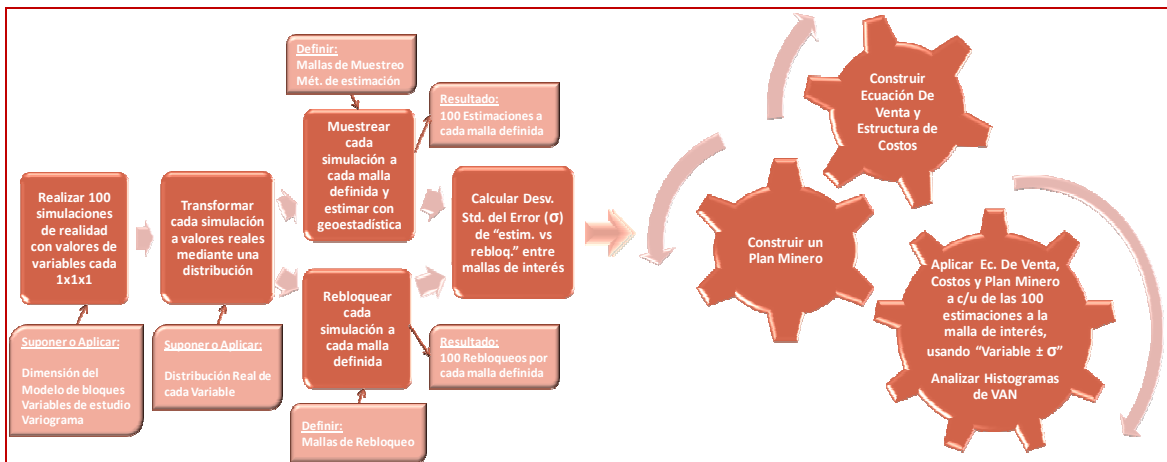 Definir:
Mallas de Muestreo
Mét. de estimación
Resultado:
100 Estimaciones a
cada malla definida
Muestrear
cada
simulación a
cada malla
definida y
estimar con
geoestadística
Realizar 100
simulaciones
de realidad
con valores de
variables cada
1x1x1
Transformar
cada simulación
a valores reales
mediante una
distribución
Calcular Desv.
Std. del Error (σ)
de “estim. vs
rebloq.” entre
mallas de interés
Rebloquear
cada
simulación a
cada malla
definida
Suponer o Aplicar:
Dimensión del
Modelo de bloques
Variables de estudio
Variograma
Suponer o Aplicar:
Distribución Real de
cada Variable
Resultado:
100 Rebloqueos por
cada malla definida
Definir:
Mallas de Rebloqueo
Construir
Ecuación De
Venta y
Estructura de
Costos
Construir un
Plan Minero
Aplicar Ec. De Venta,
Costos y Plan Minero
a c/u de las 100
estimaciones a la
malla de interés,
usando “Variable ± σ”
Analizar Histogramas
de VAN